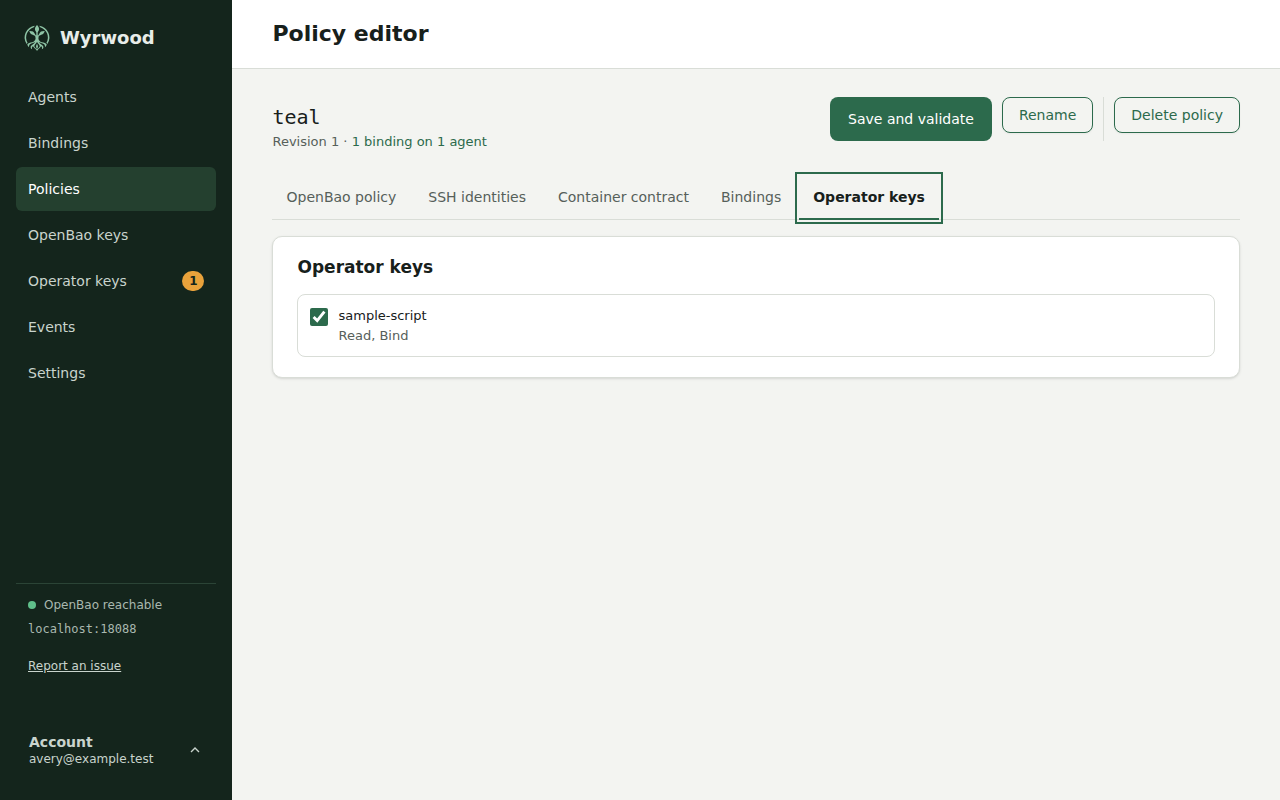 Wyrwood
Agents
Bindings
Policies
OpenBao keys
Operator keys 1
Events
Settings
OpenBao reachable
localhost:18088
Report an issue
Account
avery@example.test
Policy editor
teal
Revision 1 · 1 binding on 1 agent
Save and validate
Rename
Delete policy
OpenBao policy
SSH identities
Container contract
Bindings
Operator keys
Operator keys
sample-script
Read, Bind